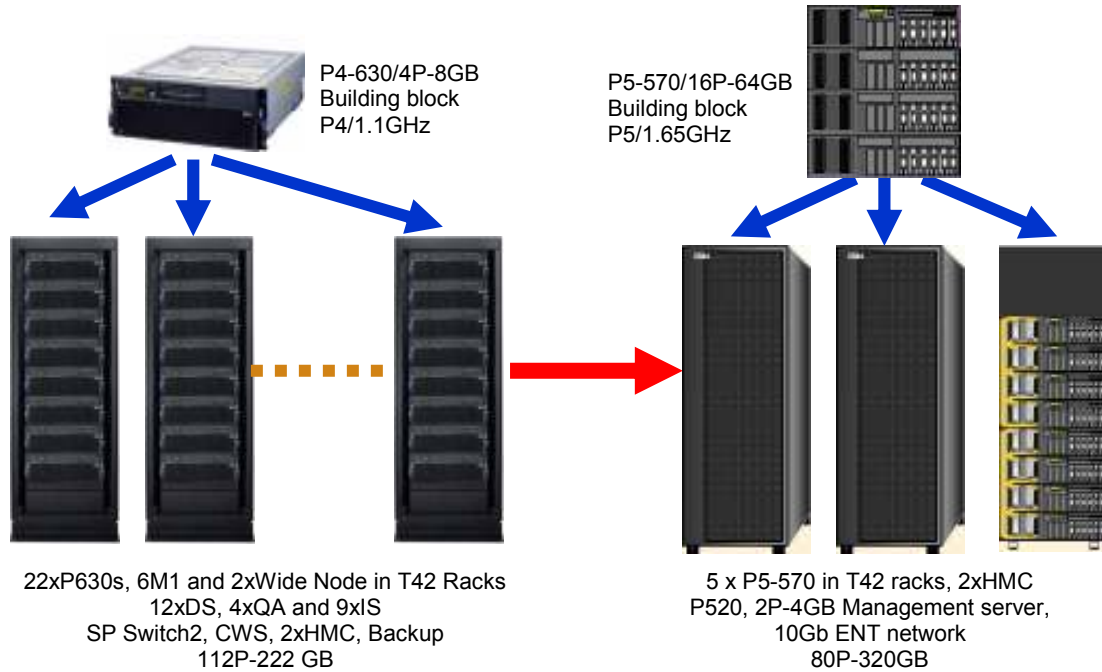 P4-630/4P-8GB
Building block
P4/1.1GHz
P5-570/16P-64GB
Building block
P5/1.65GHz
22xP630s, 6M1 and 2xWide Node in T42 Racks
12xDS, 4xQA and 9xIS
SP Switch2, CWS, 2xHMC, Backup
112P-222 GB
5 x P5-570 in T42 racks, 2xHMC
P520, 2P-4GB Management server,
10Gb ENT network
80P-320GB